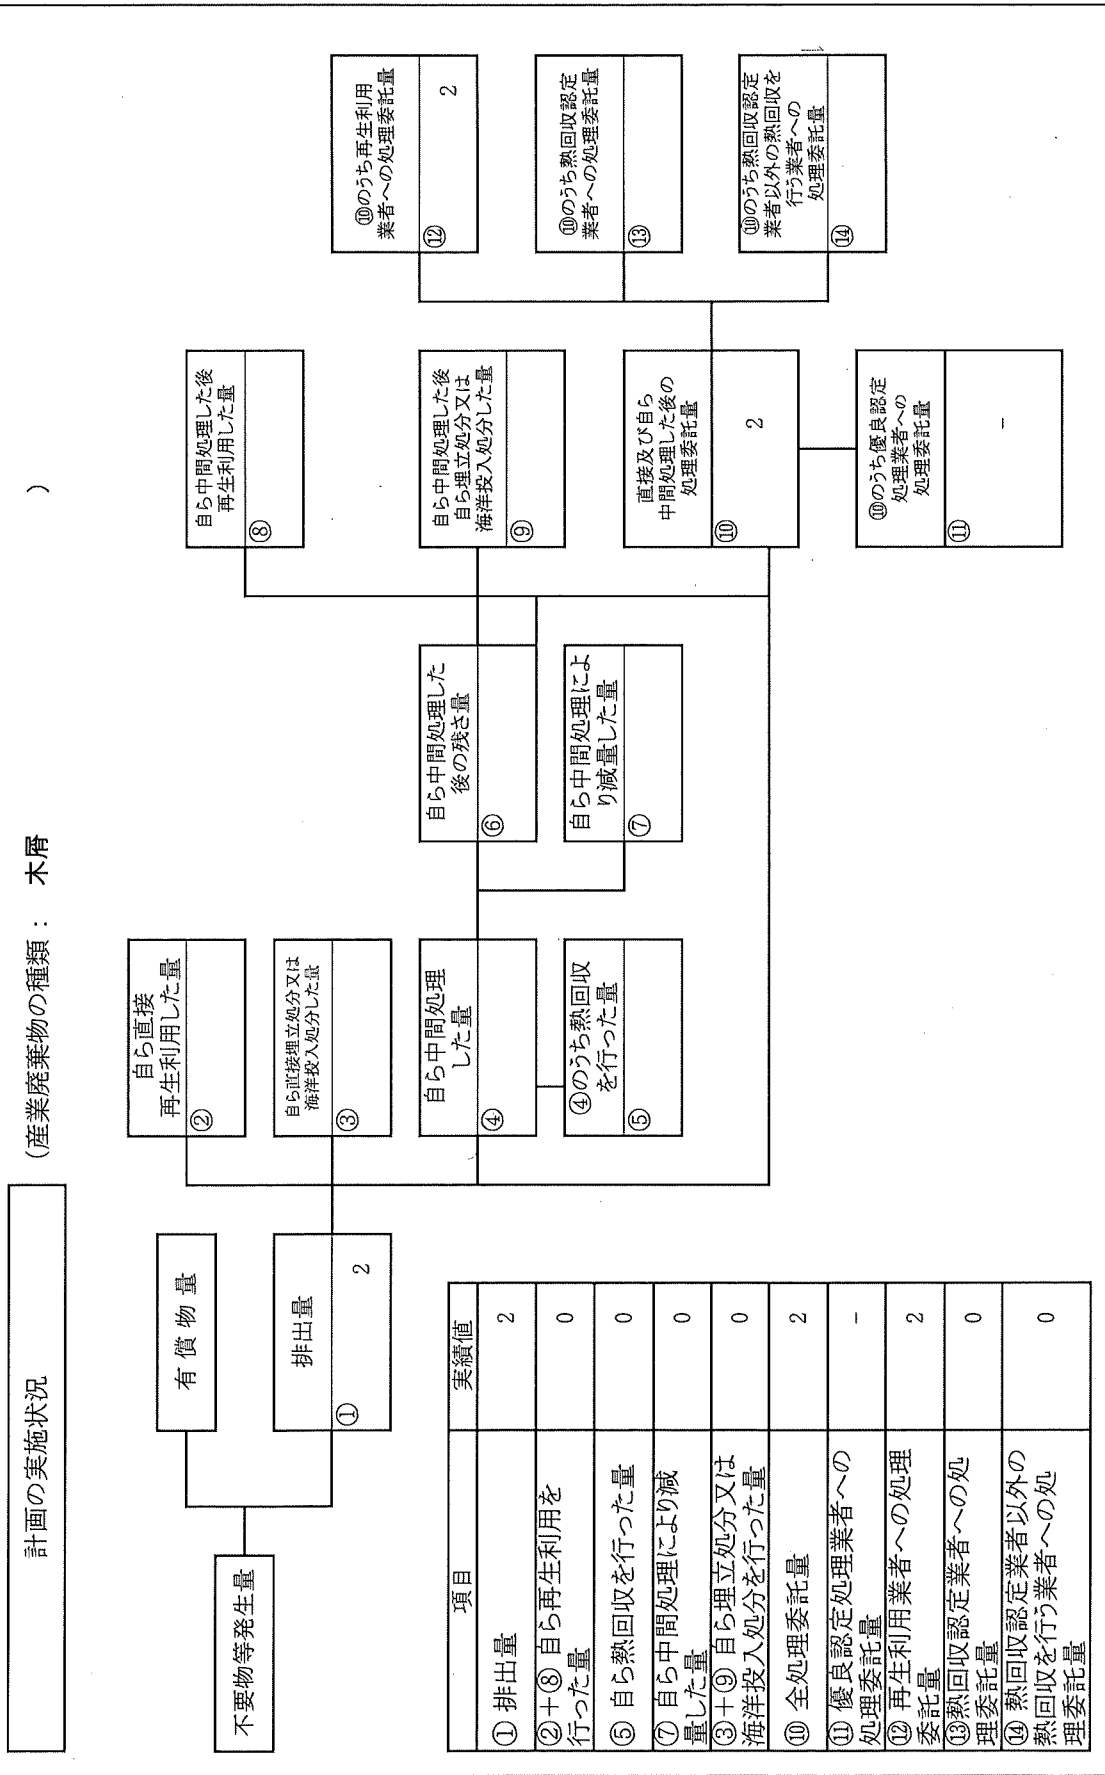 計画の実施状況
（産業廃棄物の種類： 木屑 ）
不要物等発生量
有償物量
排出量
①
2
自ら直接
再生利用した量
②
自ら直接埋立処分又は
海洋投入処分した量
③
自ら中間処理
した量
④
④のうち熱回収
を行った量
⑤
自ら中間処理した
後の残さ量
⑥
自ら中間処理によ
り減量した量
⑦
自ら中間処理した後
再生利用した量
⑧
自ら中間処理した後
自ら埋立処分又は
海洋投入処分した量
⑨
直接及び自ら
中間処理した後の
処理委託量
⑩
2
⑩のうち優良認定
処理業者への
処理委託量
⑪
-
⑩のうち再生利用
業者への処理委託量
⑫
2
⑩のうち熱回収認定
業者への処理委託量
⑬
⑩のうち熱回収認定
業者以外の熱回収を
行う業者への
処理委託量
⑭
項目 実績値
① 排出量 2
②＋⑧ 自ら再生利用を
行った量 0
⑤ 自ら熱回収を行った量 0
⑦ 自ら中間処理により減
量した量 0
③＋⑨ 自ら埋立処分又は
海洋投入処分を行った量 0
⑩ 全処理委託量 2
⑪ 優良認定処理業者への
処理委託量 -
⑫ 再生利用業者への処理
委託量 2
⑬熱回収認定業者への処
理委託量 0
⑭ 熱回収認定業者以外の
熱回収を行う業者への処
理委託量 0